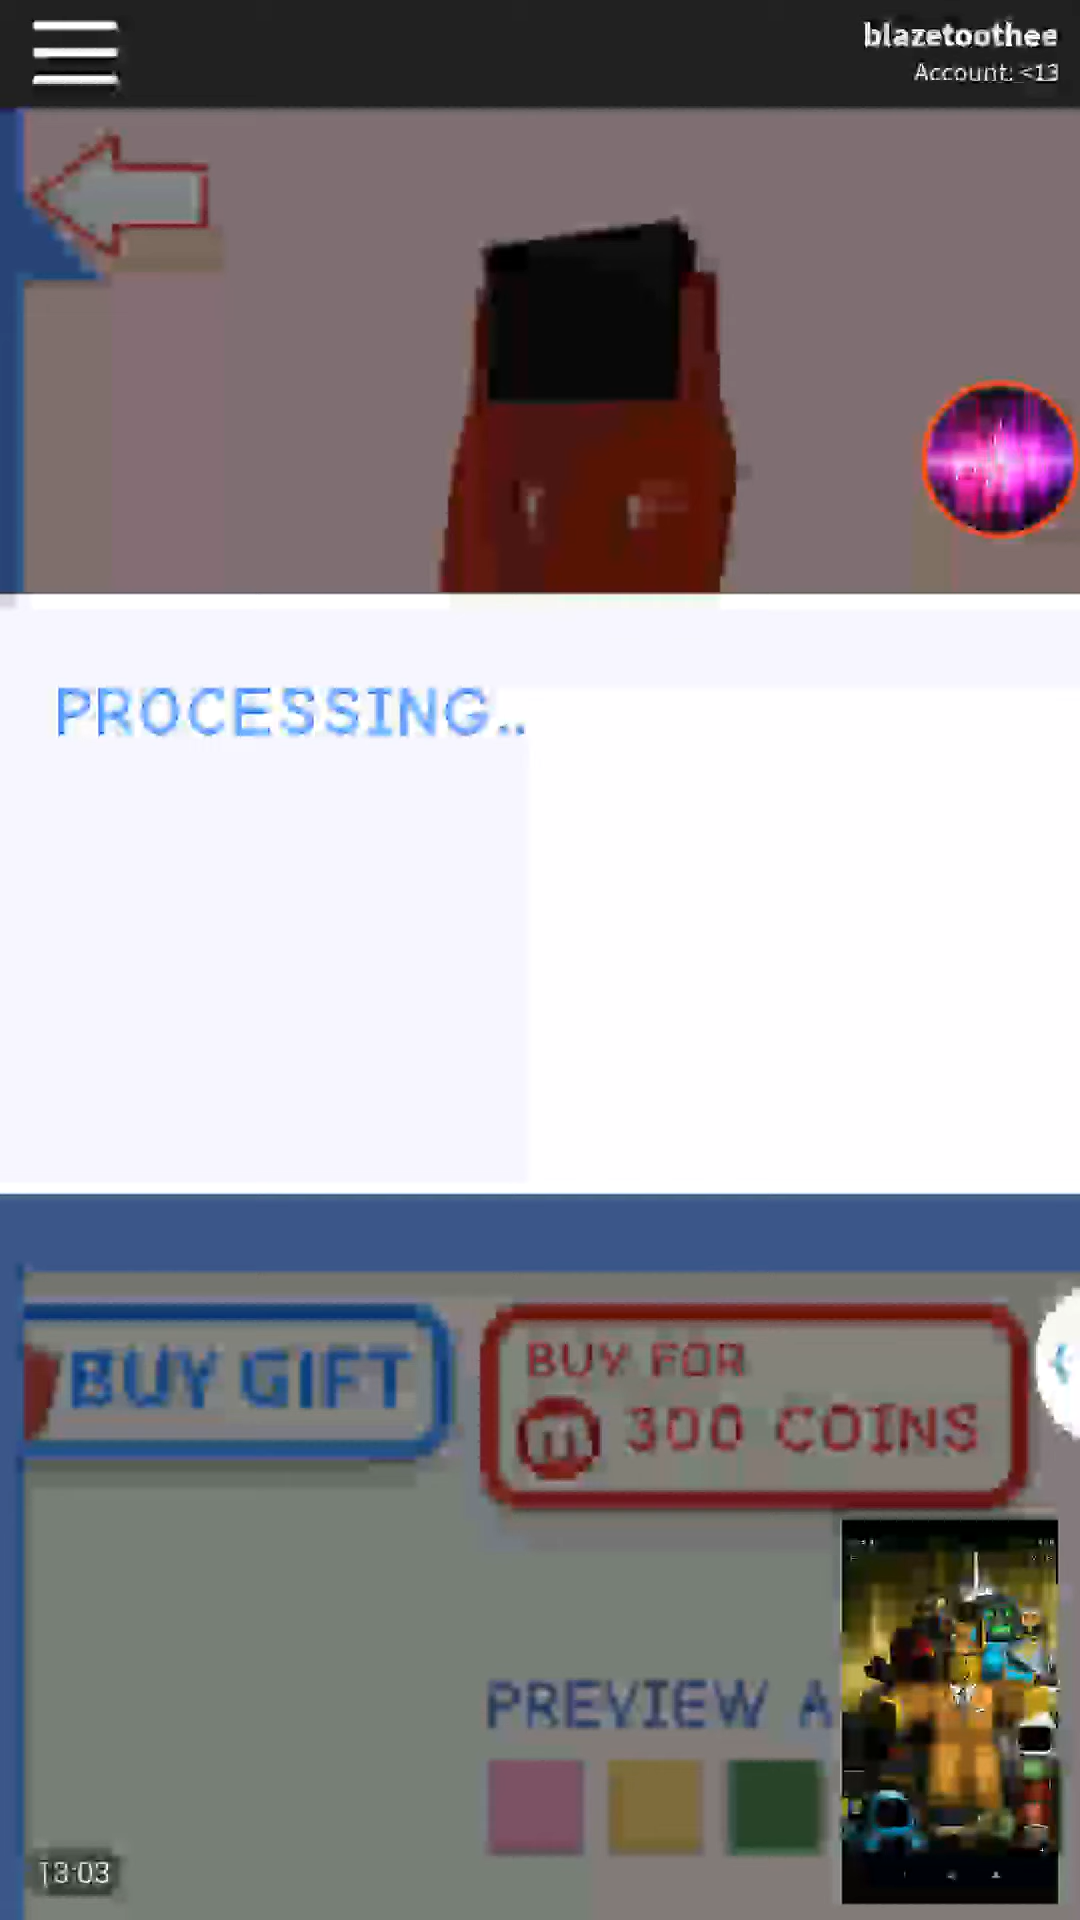 blazetoothee
Account: <13
PROCESSING..
BUY GIFT
BUY FOR
300 COINS
PREVIEW A
13:03